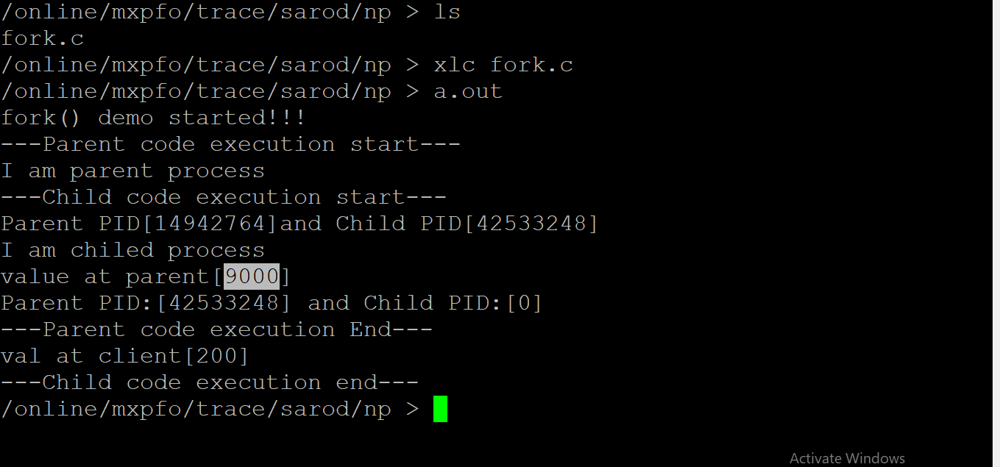 /online/mxpfo/trace/sarod/np > ls
fork.c
/online/mxpfo/trace/sarod/np > xlc fork.c
/online/mxpfo/trace/sarod/np > a.out
fork() demo started!!!
---Parent code execution start---
I am parent process
---Child code execution start---
Parent PID[14942764]and Child PID[42533248]
I am chiled process
value at parent[9000]
Parent PID:[42533248] and Child PID:[0]
---Parent code execution End---
val at client[200]
---Child code execution end---
/online/mxpfo/trace/sarod/np >
Activate Windows